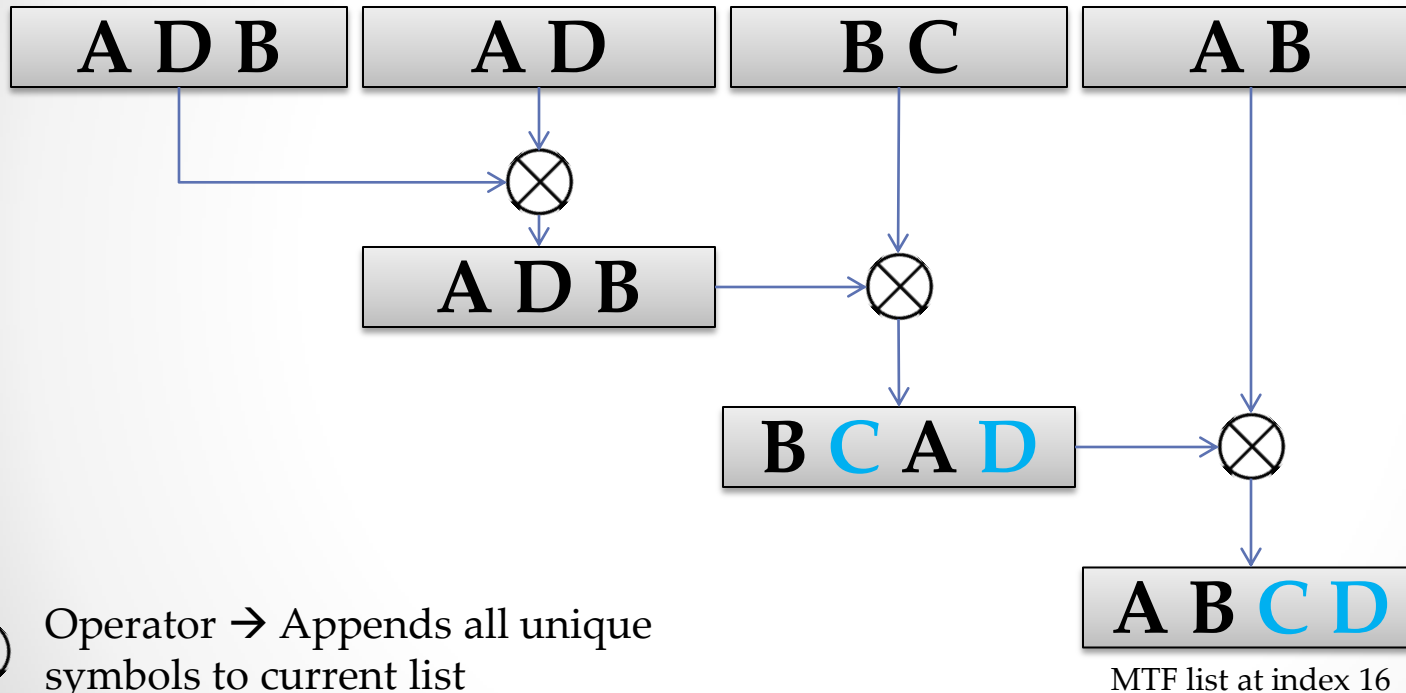 A D B
A D
B C
A B
A D B
B C A D
A B C D
Operator → Appends all unique
symbols to current list
MTF list at index 16